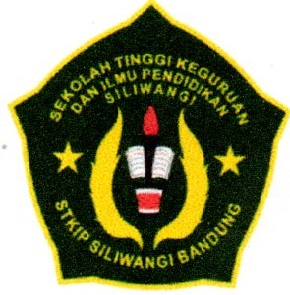 SEKOLAH TINGGI KEGURUAN
DAN ILMU PENDIDIKAN
SILIWANGI
STKIP SILIWANGI BANDUNG